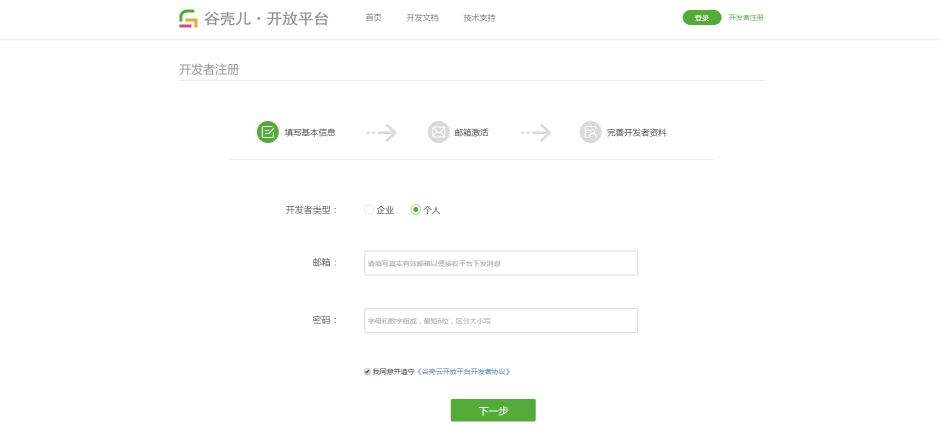 谷壳儿·开放平台 首页 开发文档 技术支持 登录 开发者注册
开发者注册
填写基本信息 邮箱激活 完善开发者资料
开发者类型： 企业 个人
邮箱： 请填写真实有效邮箱以便接收平台下发消息
密码： 字母和数字组成，最短6位，区分大小写
我同意并遵守《谷壳云开放平台开发者协议》
下一步